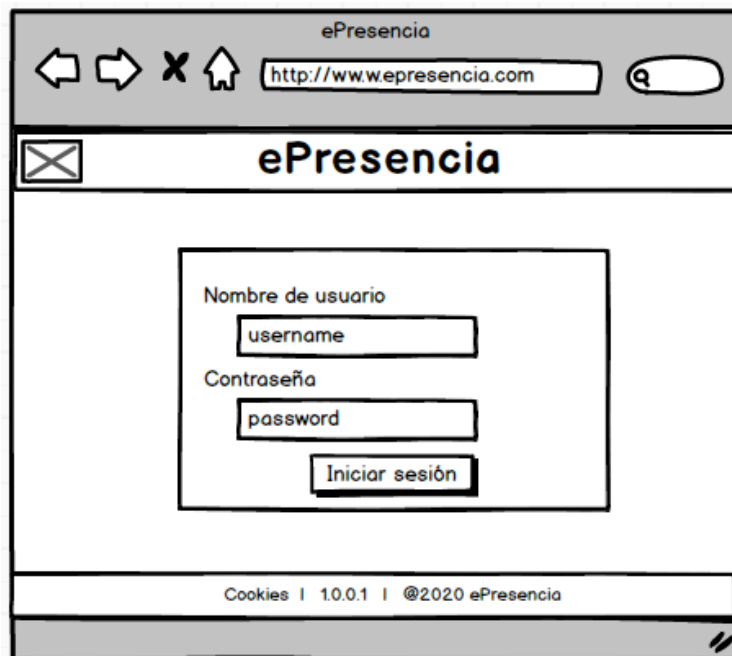 ePresencia
http://www.epresencia.com
ePresencia
Nombre de usuario
username
Contraseña
password
Iniciar sesión
Cookies | 1.0.0.1 | @2020 ePresencia